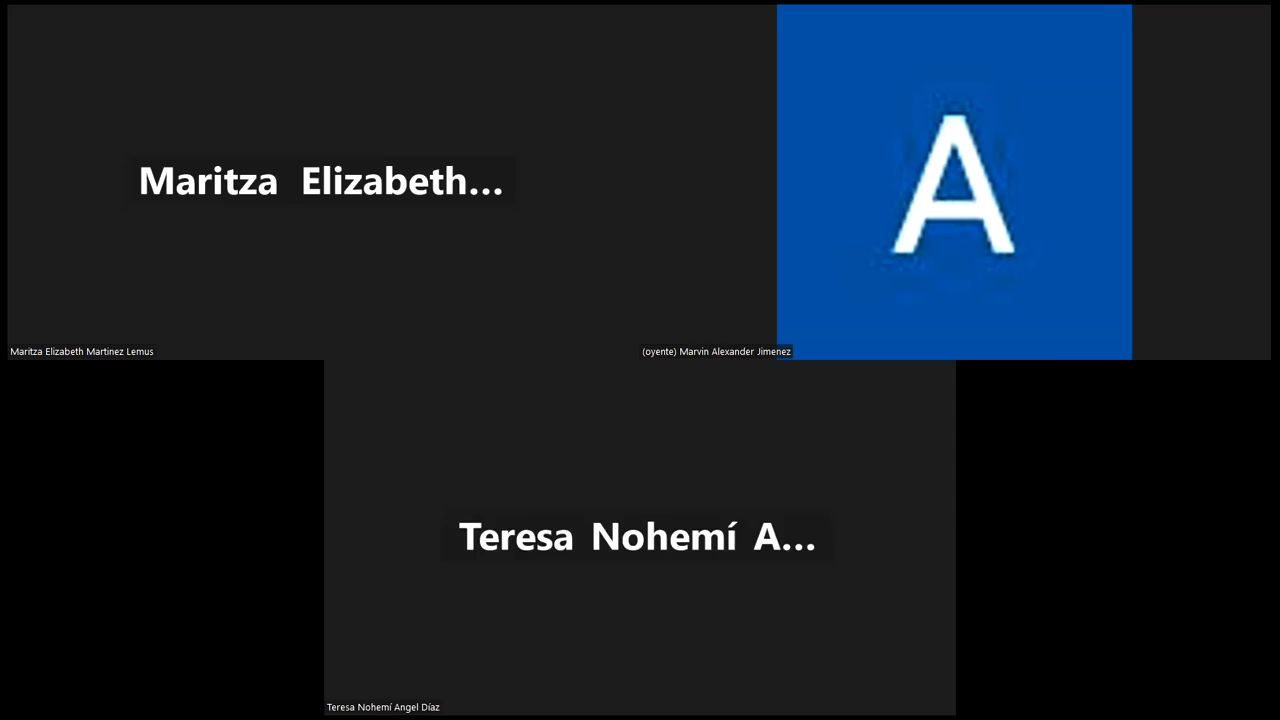 Maritza Elizabeth...
A
Maritza Elizabeth Martinez Lemus
(oyente) Marvin Alexander Jimenez
Teresa Nohemí A...
Teresa Nohemí Angel Díaz